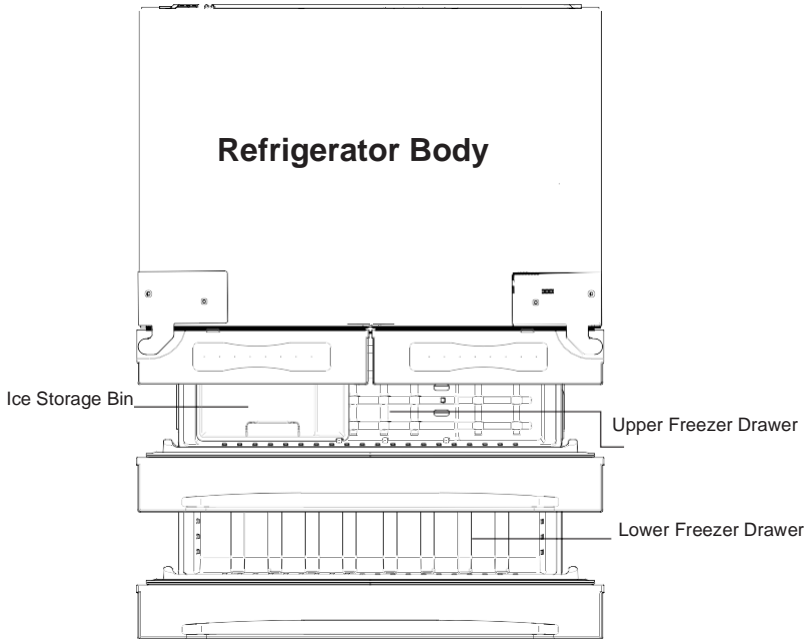 Refrigerator Body
Ice Storage Bin
Upper Freezer Drawer
Lower Freezer Drawer